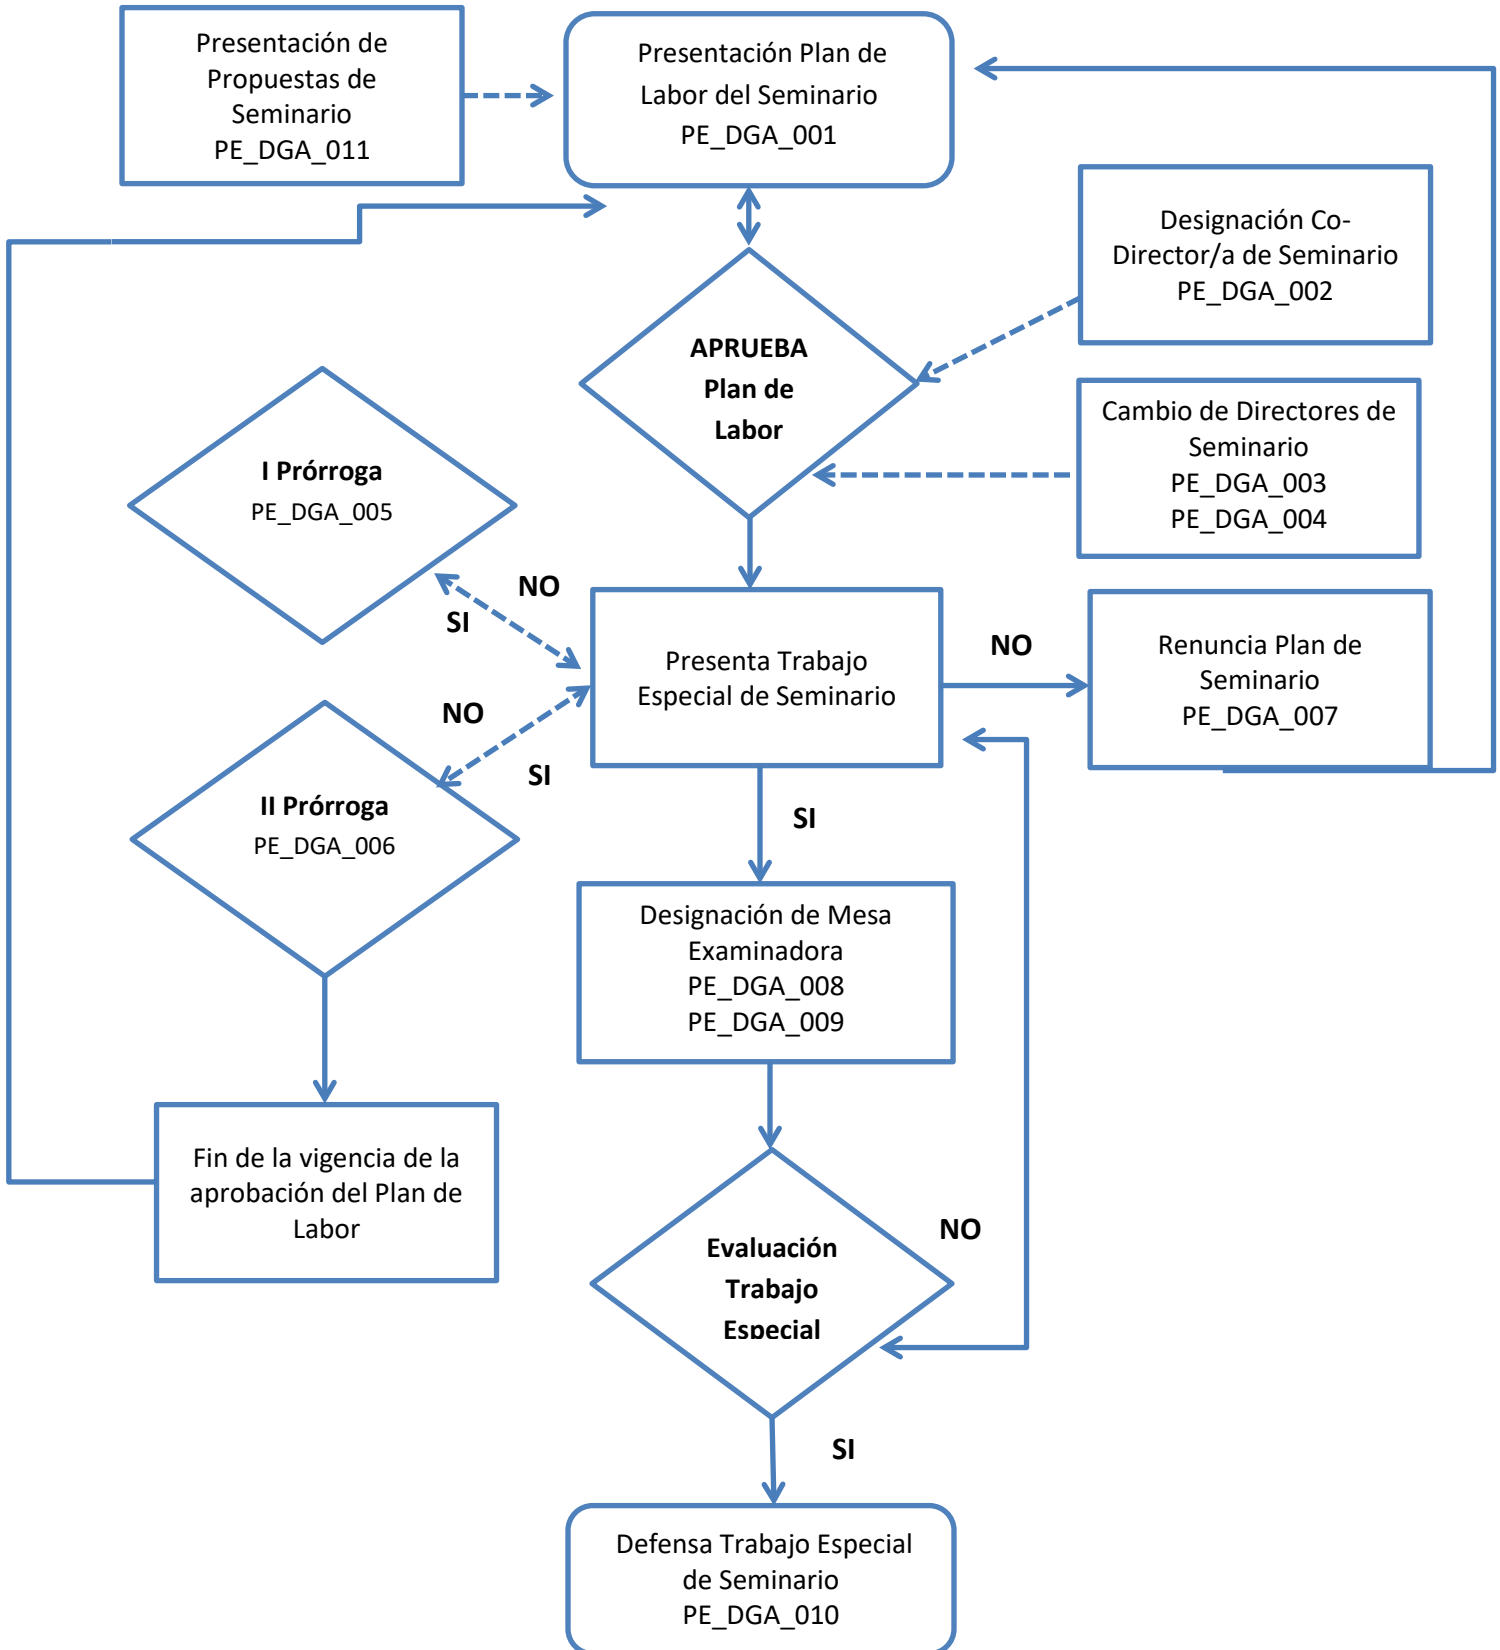 Presentación de
Propuestas de
Seminario
PE_DGA_011
Presentación Plan de
Labor del Seminario
PE_DGA_001
Designación Co-
Director/a de Seminario
PE_DGA_002
APRUEBA
Plan de
Labor
Cambio de Directores de
Seminario
PE_DGA_003
PE_DGA_004
I Prórroga
PE_DGA_005
NO
SI
Presenta Trabajo
Especial de Seminario
NO
Renuncia Plan de
Seminario
PE_DGA_007
NO
SI
II Prórroga
PE_DGA_006
SI
Designación de Mesa
Examinadora
PE_DGA_008
PE_DGA_009
Fin de la vigencia de la
aprobación del Plan de
Labor
NO
Evaluación
Trabajo
Especial
SI
Defensa Trabajo Especial
de Seminario
PE_DGA_010